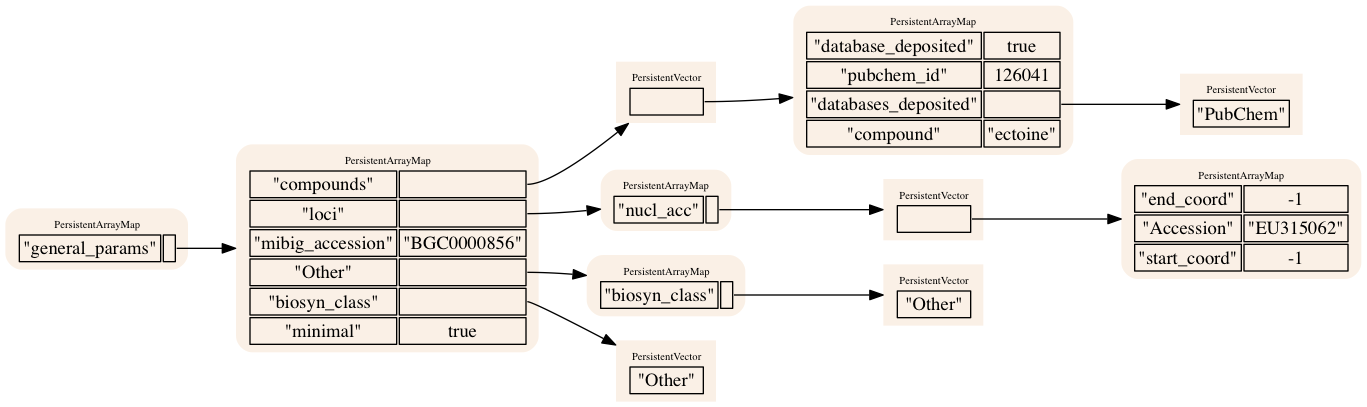 PersistentArrayMap
"general_params"
PersistentArrayMap
"compounds"
"loci"
"mibig_accession" "BGC0000856"
"Other"
"biosyn_class"
"minimal" true
PersistentVector
PersistentArrayMap
"database_deposited" true
"pubchem_id" 126041
"databases_deposited"
"compound" "ectoine"
PersistentVector
"PubChem"
PersistentArrayMap
"nucl_acc"
PersistentVector
PersistentArrayMap
"end_coord" -1
"Accession" "EU315062"
"start_coord" -1
PersistentArrayMap
"biosyn_class"
PersistentVector
"Other"
PersistentVector
"Other"